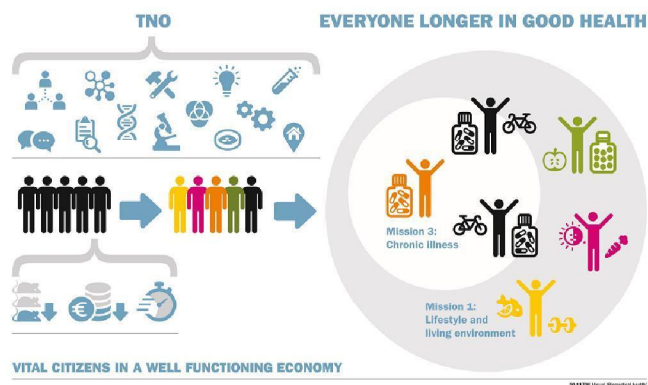 TNO
EVERYONE LONGER IN GOOD HEALTH
Mission 3:
Chronic illness
Mission 1:
Lifestyle and
living environment
VITAL CITIZENS IN A WELL FUNCTIONING ECONOMY